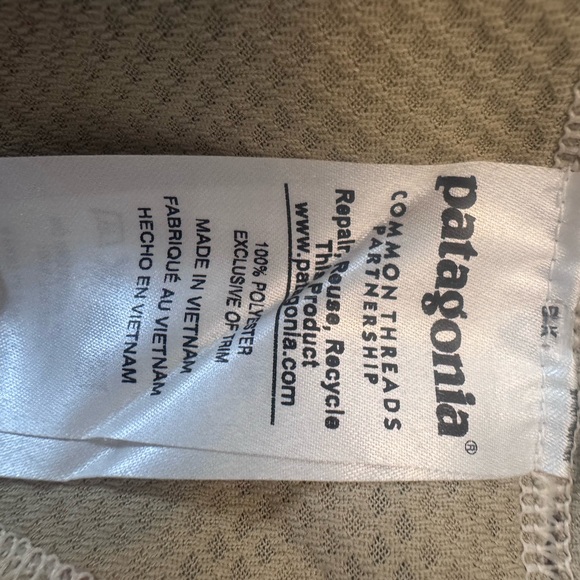 patagonia®
COMMON THREADS
PARTNERSHIP
Repair, Reuse, Recycle
This Product
www.patagonia.com
100% POLYESTER
EXCLUSIVE OF TRIM
MADE IN VIETNAM
FABRIQUÉ AU VIETNAM
HECHO EN VIETNAM